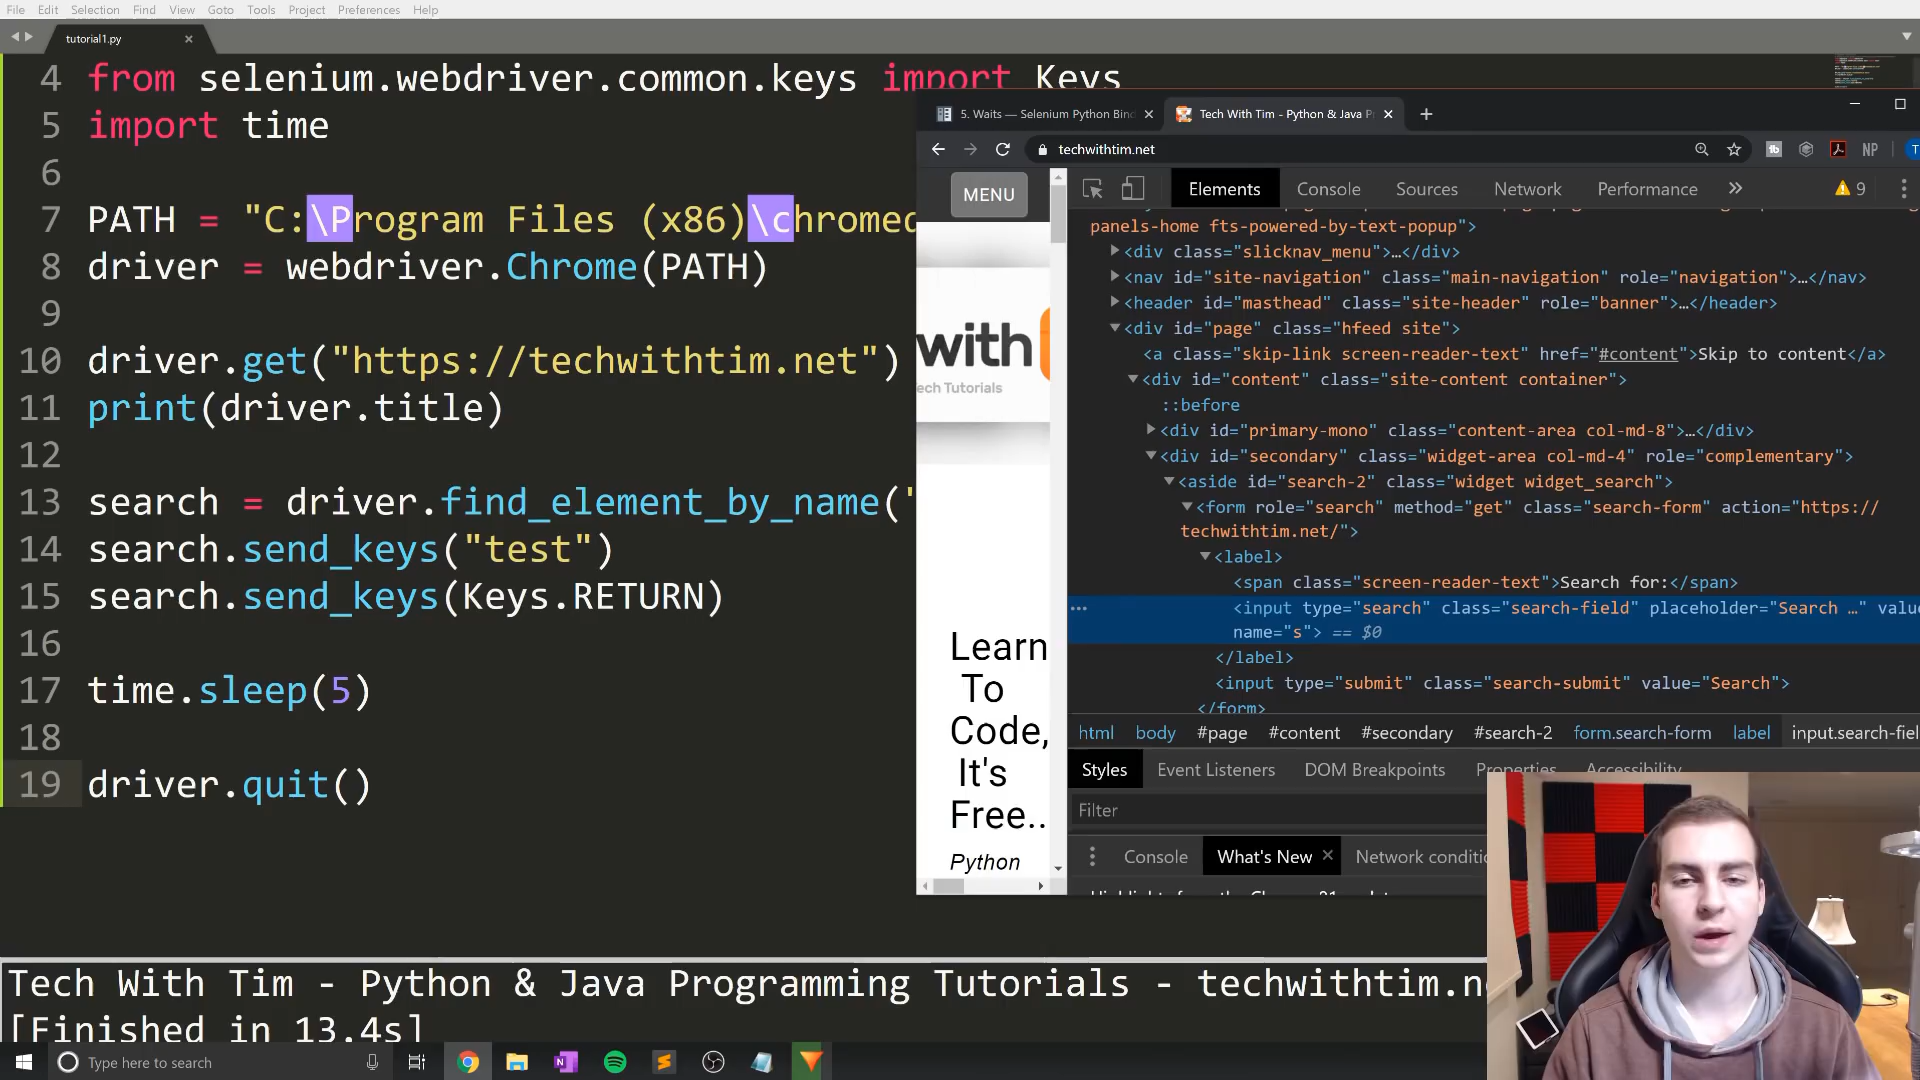 File Edit Selection Find View Goto Tools Project Preferences Help
tutorial1.py
4 from selenium.webdriver.common.keys import Keys
5 import time
6
7 PATH = "C:\Program Files (x86)\chromed
8 driver = webdriver.Chrome(PATH)
9
10 driver.get("https://techwithtim.net")
11 print(driver.title)
12
13 search = driver.find_element_by_name("
14 search.send_keys("test")
15 search.send_keys(Keys.RETURN)
16
17 time.sleep(5)
18
19 driver.quit()
5. Waits — Selenium Python Bind
Tech With Tim - Python & Java P
techwithtim.net
NP
MENU
with
ech Tutorials
Learn
To
Code,
It's
Free..
Python
Elements Console Sources Network Performance » 9
panels-home fts-powered-by-text-popup">
<div class="slicknav_menu">…</div>
<nav id="site-navigation" class="main-navigation" role="navigation">…</nav>
<header id="masthead" class="site-header" role="banner">…</header>
<div id="page" class="hfeed site">
<a class="skip-link screen-reader-text" href="#content">Skip to content</a>
<div id="content" class="site-content container">
::before
<div id="primary-mono" class="content-area col-md-8">…</div>
<div id="secondary" class="widget-area col-md-4" role="complementary">
<aside id="search-2" class="widget widget_search">
<form role="search" method="get" class="search-form" action="https://
techwithtim.net/">
<label>
<span class="screen-reader-text">Search for:</span>
… <input type="search" class="search-field" placeholder="Search …" value
name="s"> == $0
</label>
<input type="submit" class="search-submit" value="Search">
</form>
html body #page #content #secondary #search-2 form.search-form label input.search-fiel
Styles Event Listeners DOM Breakpoints Properties Accessibility
Filter
Console What's New Network conditi
Tech With Tim - Python & Java Programming Tutorials - techwithtim.ne
[Finished in 13.4s]
Type here to search